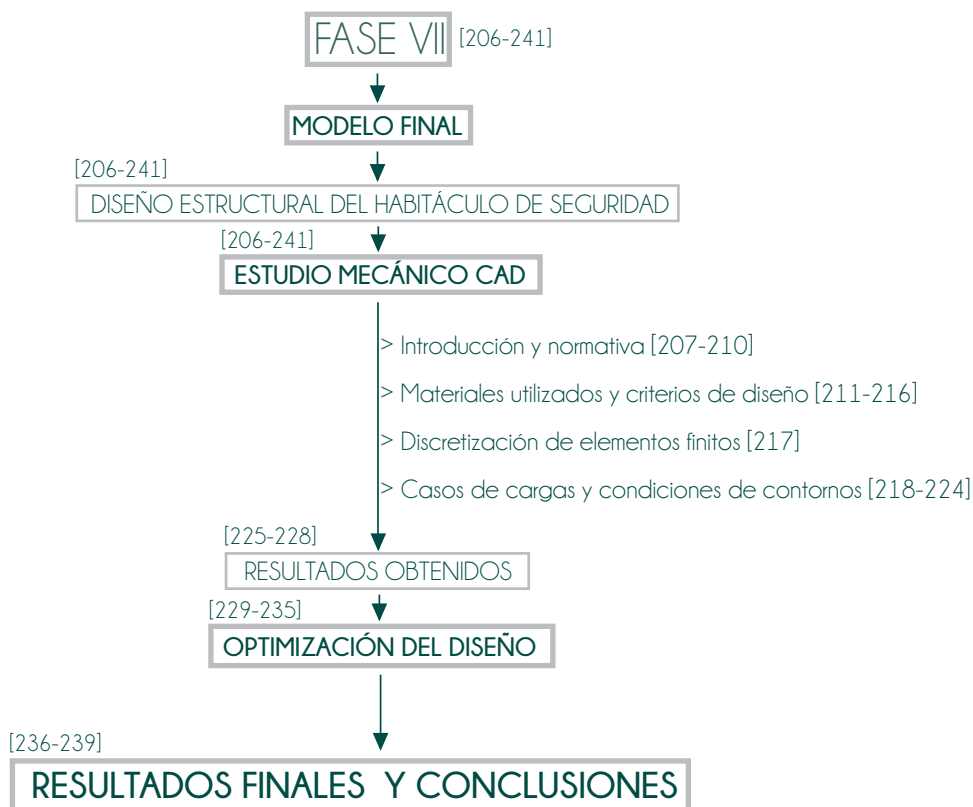 FASE VII [206-241]
MODELO FINAL
[206-241]
DISEÑO ESTRUCTURAL DEL HABITÁCULO DE SEGURIDAD
[206-241]
ESTUDIO MECÁNICO CAD
> Introducción y normativa [207-210]
> Materiales utilizados y criterios de diseño [211-216]
> Discretización de elementos finitos [217]
> Casos de cargas y condiciones de contornos [218-224]
[225-228]
RESULTADOS OBTENIDOS
[229-235]
OPTIMIZACIÓN DEL DISEÑO
[236-239]
RESULTADOS FINALES Y CONCLUSIONES